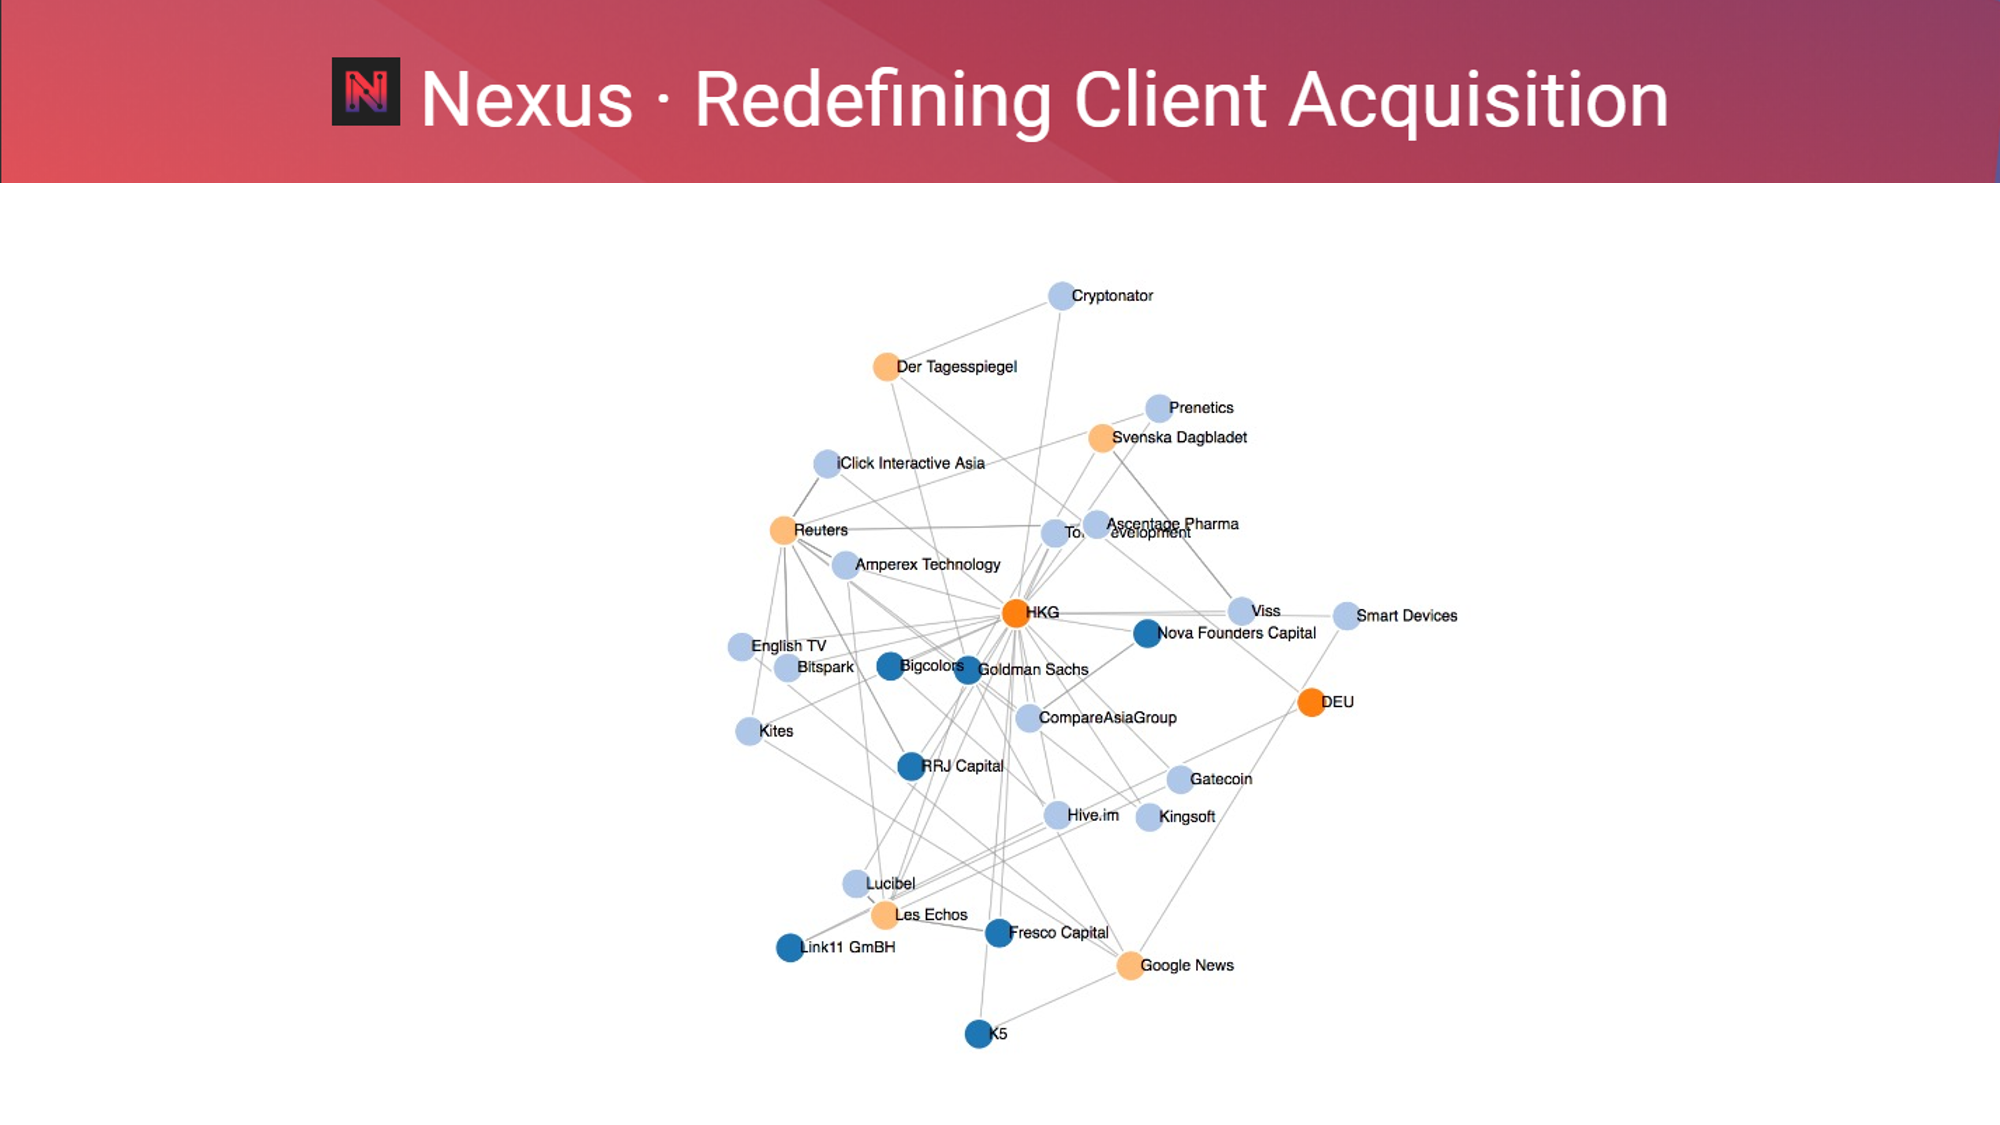 N Nexus · Redefining Client Acquisition
Cryptonator
Der Tagesspiegel
Prenetics
Svenska Dagbladet
iClick Interactive Asia
Ascentage Pharma
Reuters
Amperex Technology
HKG
Viss
Smart Devices
Nova Founders Capital
English TV
Bitspark
Bigcolors
Goldman Sachs
DEU
CompareAsiaGroup
Kites
RRJ Capital
Gatecoin
Hive.im
Kingsoft
Lucibel
Les Echos
Fresco Capital
Link11 GmBH
Google News
K5